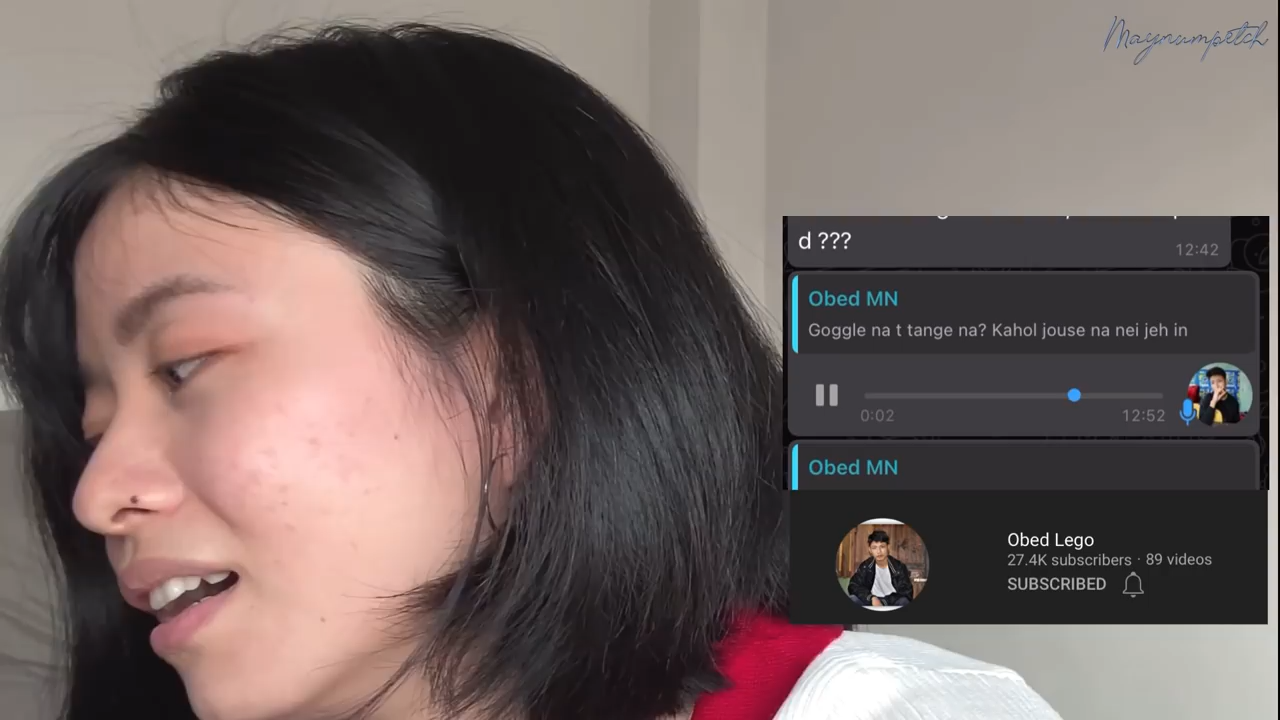 Magnumpetch
d ???
12:42
Obed MN
Goggle na t tange na? Kahol jouse na nei jeh in
0:02
12:52
Obed MN
Obed Lego
27.4K subscribers · 89 videos
SUBSCRIBED